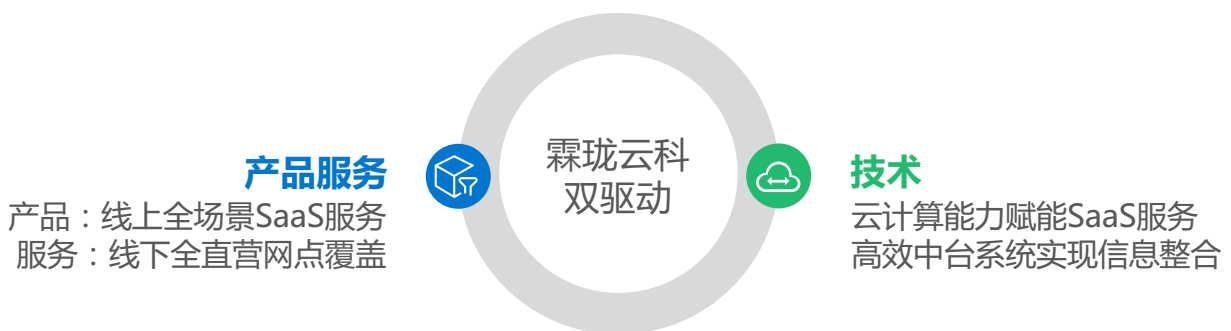 霖珑云科
双驱动
产品服务
产品：线上全场景SaaS服务
服务：线下全直营网点覆盖
技术
云计算能力赋能SaaS服务
高效中台系统实现信息整合